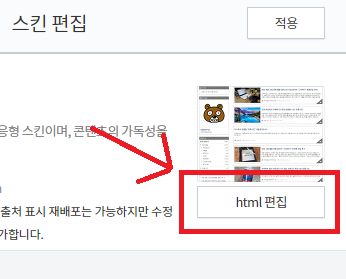 스킨 편집
적용
응형 스킨이며, 콘텐츠의 가독성을
html 편집
출처 표시 재배포는 가능하지만 수정
가합니다.